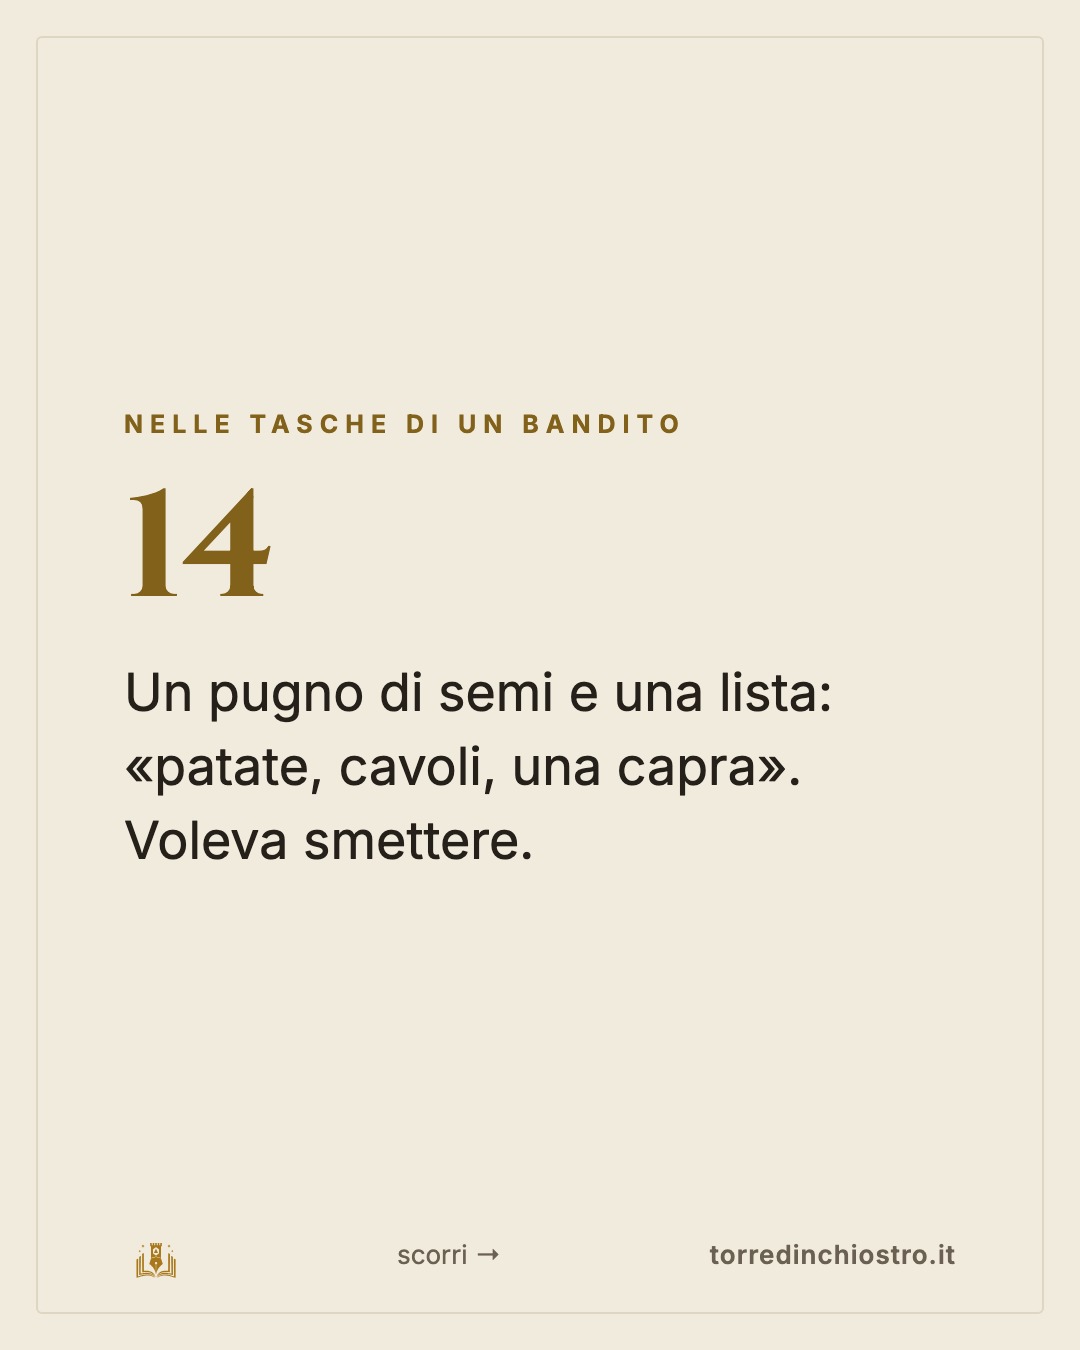 NELLE TASCHE DI UN BANDITO
14
Un pugno di semi e una lista:
«patate, cavoli, una capra».
Voleva smettere.
scorri →
torredinchiostro.it